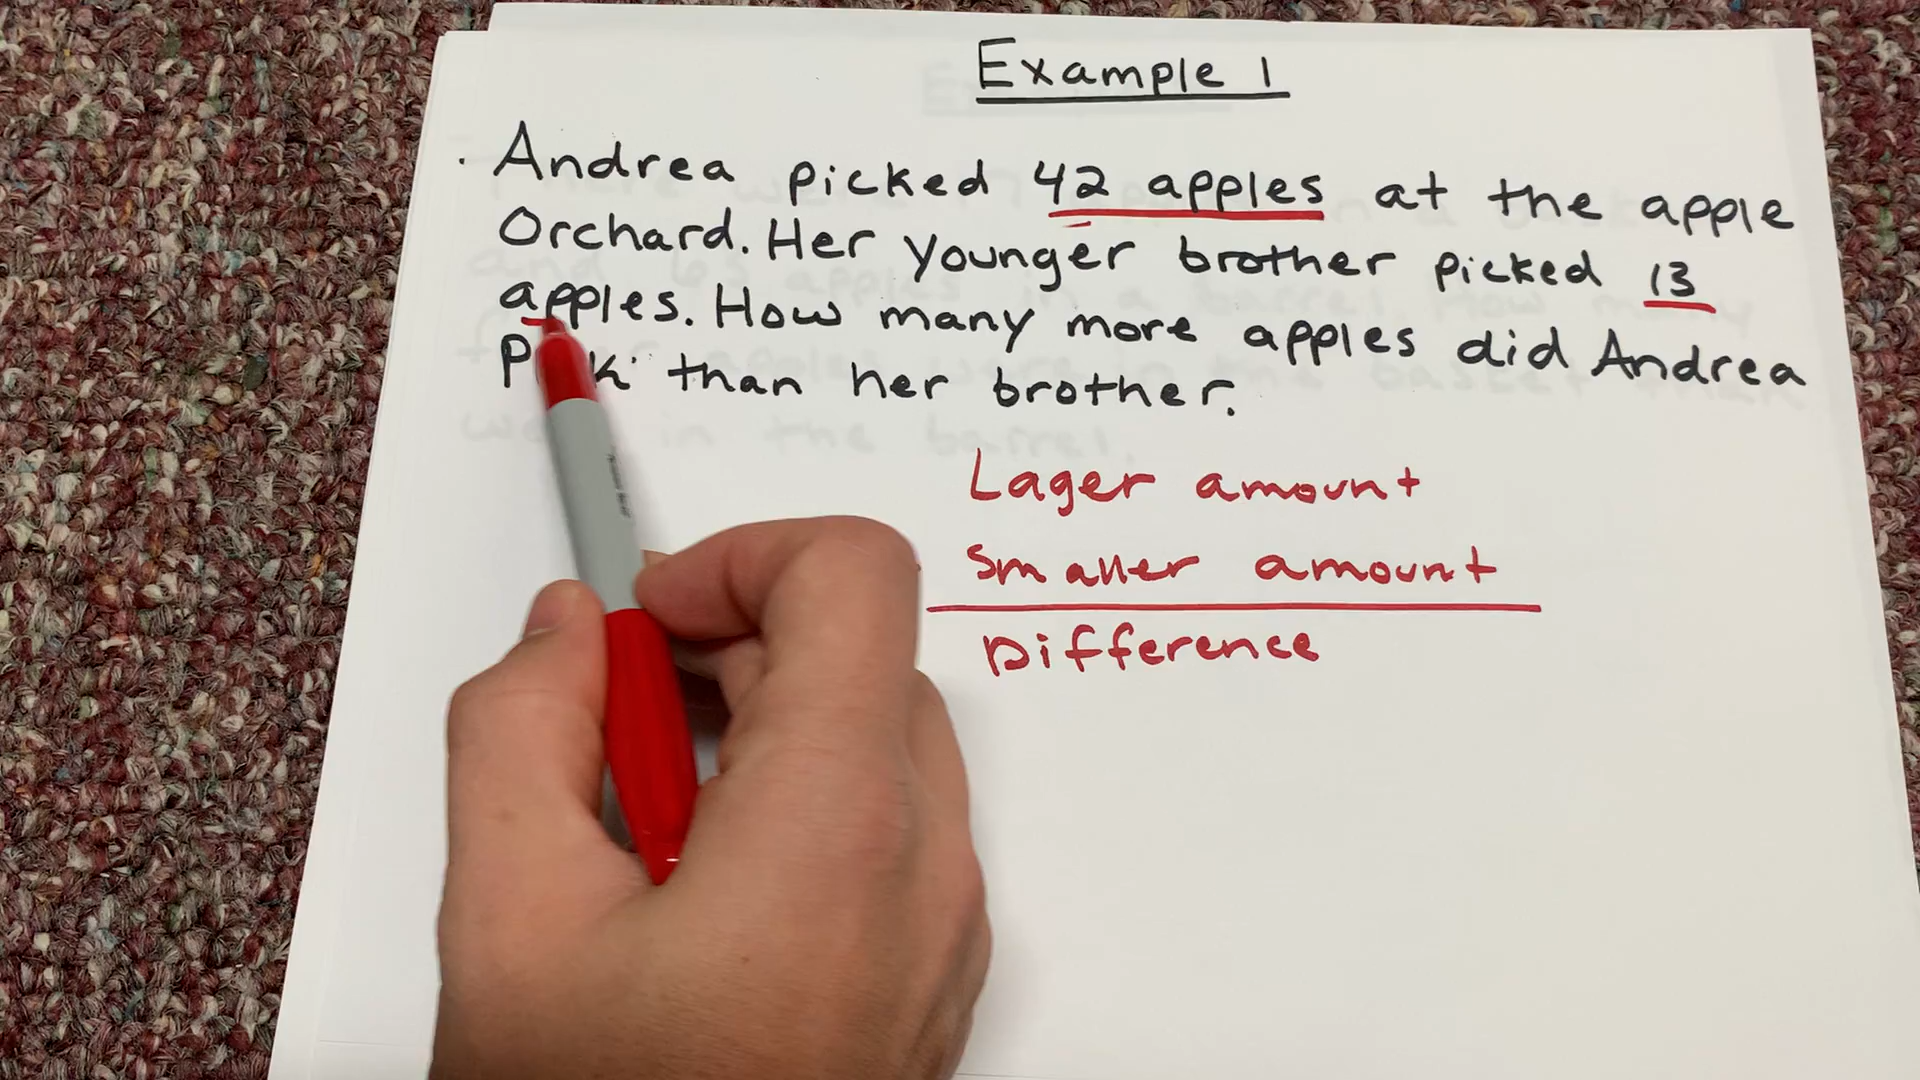 Example 1
Andrea picked 42 apples at the apple
Orchard. Her younger brother picked 13
apples. How many more apples did Andrea
than her brother.
Lager amount
Smaller amount
Difference